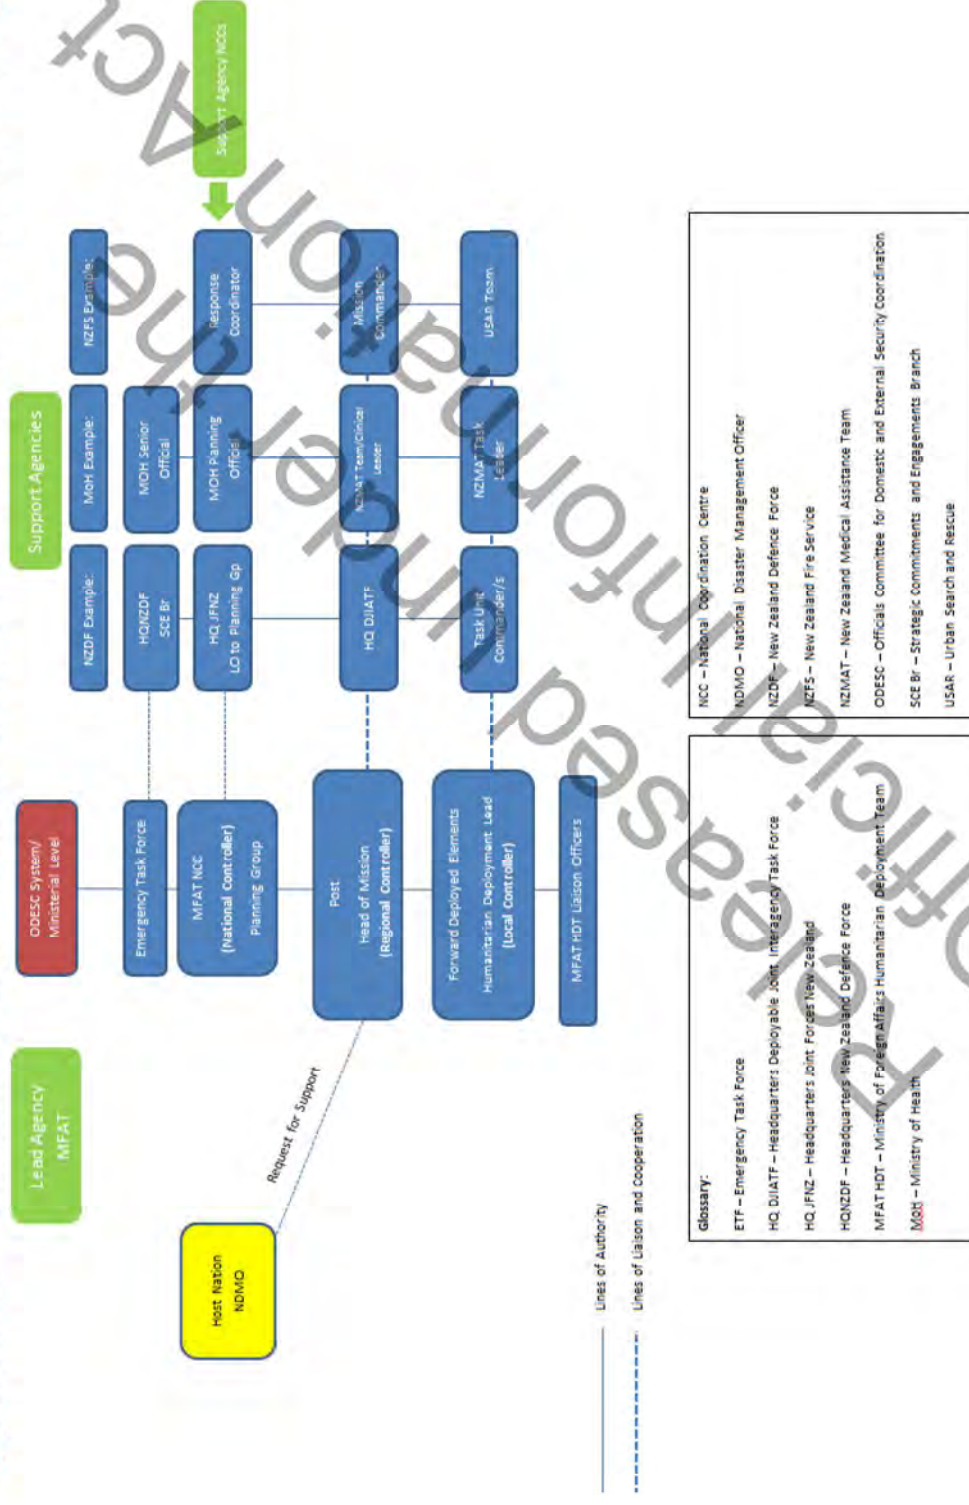 Lead Agency
MFAT
Support Agencies
ODESC System/
Ministerial Level
NZDF Example:
MoH Example:
NZFS Example:
Emergency Task Force
HQNZDF
SCE Br
MOH Senior
Official
Host Nation
NDMO
MFAT NCC
(National Controller)
Planning Group
HQ JFNZ
LO to Planning Gp
MOH Planning
Official
Response
Coordinator
Support Agency NCCs
Request for Support
Post
Head of Mission
(Regional Controller)
HQ DJIATF
NZMAT Team/Clinical
Leader
Mission
Commander
Forward Deployed Elements
Humanitarian Deployment Lead
(Local Controller)
Task Unit
Commander/s
NZMAT Task
Leader
USAR Team
MFAT HDT Liaison Officers
Lines of Authority
Lines of Liaison and Cooperation
Glossary:
ETF – Emergency Task Force
HQ DJIATF – Headquarters Deployable Joint Interagency Task Force
HQ JFNZ – Headquarters Joint Forces New Zealand
HQNZDF – Headquarters New Zealand Defence Force
MFAT HDT – Ministry of Foreign Affairs Humanitarian Deployment Team
MoH – Ministry of Health
NCC – National Coordination Centre
NDMO – National Disaster Management Officer
NZDF – New Zealand Defence Force
NZFS – New Zealand Fire Service
NZMAT – New Zealand Medical Assistance Team
ODESC – Officials Committee for Domestic and External Security Coordination
SCE Br – Strategic Commitments and Engagements Branch
USAR – Urban Search and Rescue
Released under the
Official Information Act